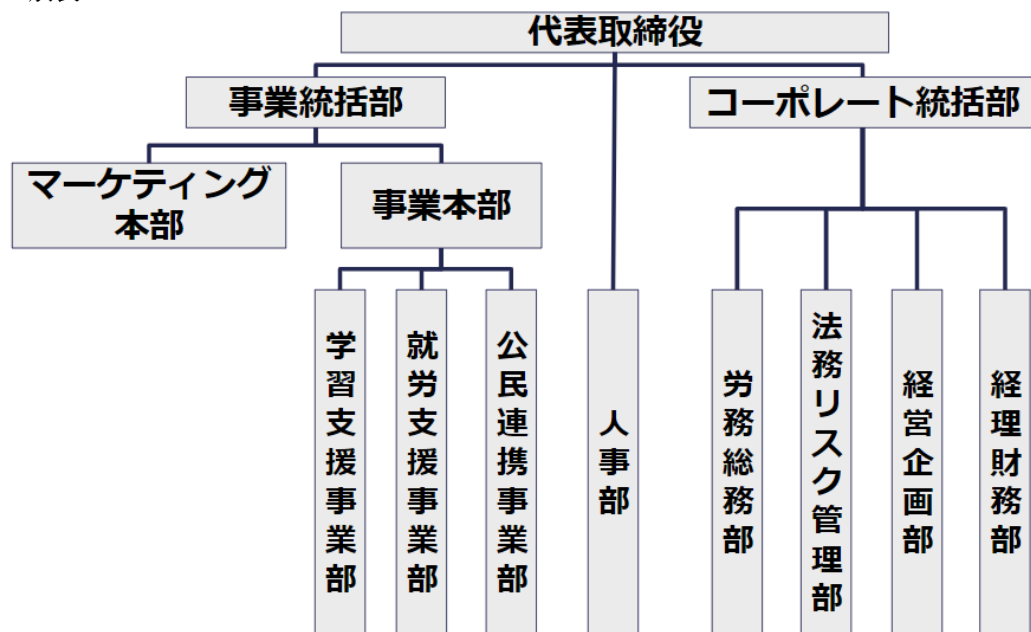 代表取締役
事業統括部
コーポレート統括部
マーケティング
本部
事業本部
学習支援事業部
就労支援事業部
公民連携事業部
人事部
労務総務部
法務リスク管理部
経営企画部
経理財務部